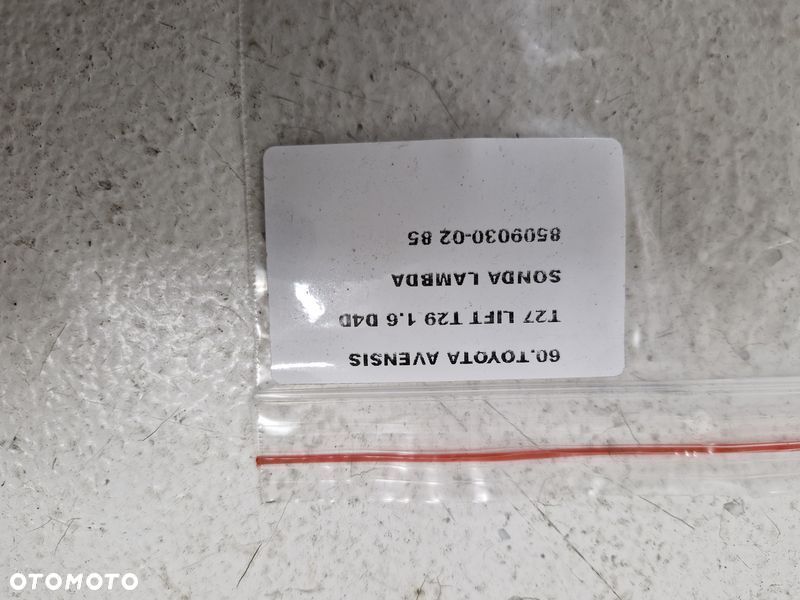 60.TOYOTA AVENSIS
T27 LIFT T29 1.6 D4D
SONDA LAMBDA
8509030-02 85
OTOMOTO